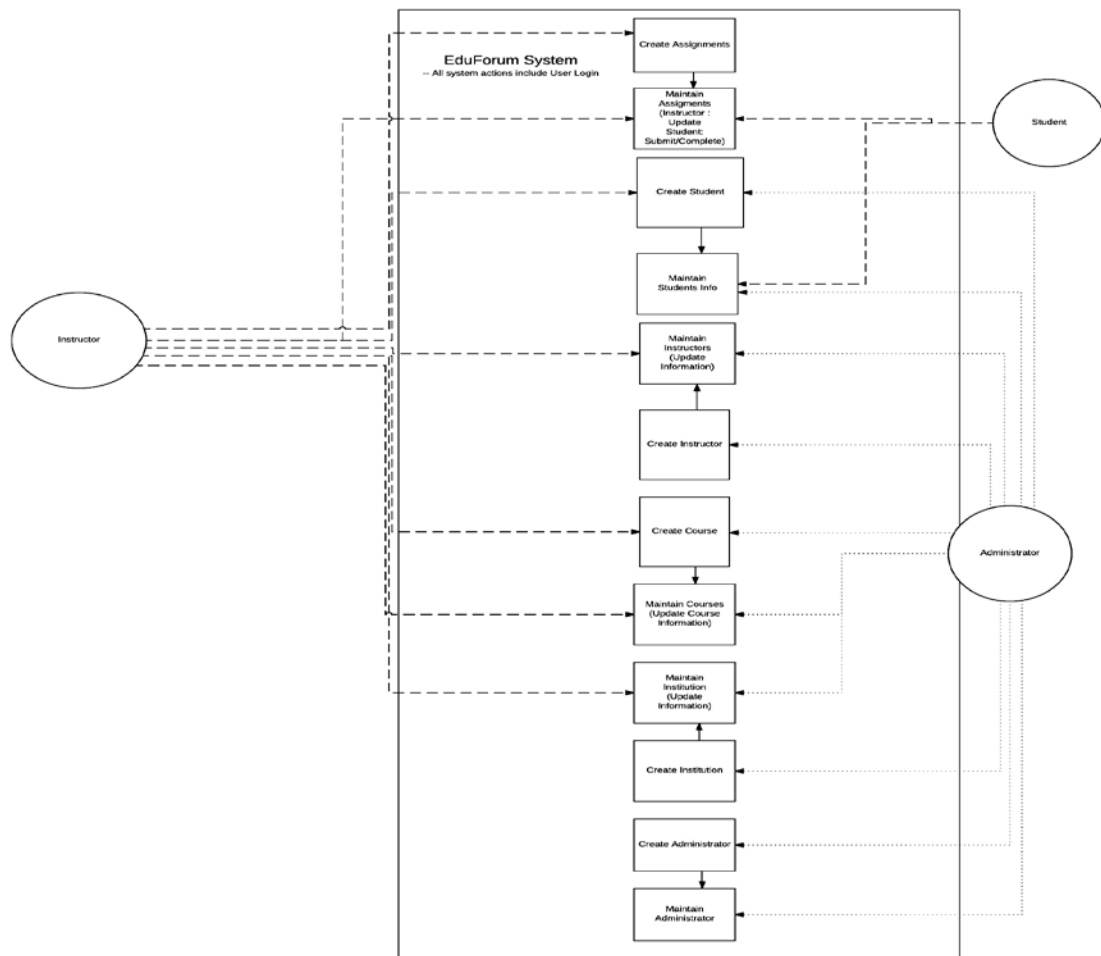 EduForum System
-- All system actions include User Login
Create Assignments
Maintain
Assigments
(Instructor :
Update
Student:
Submit/Complete)
Student
Create Student
Maintain
Students Info
Instructor
Maintain
Instructors
(Update
Information)
Create Instructor
Create Course
Administrator
Maintain Courses
(Update Course
Information)
Maintain
Institution
(Update
Information)
Create Institution
Create Administrator
Maintain
Administrator